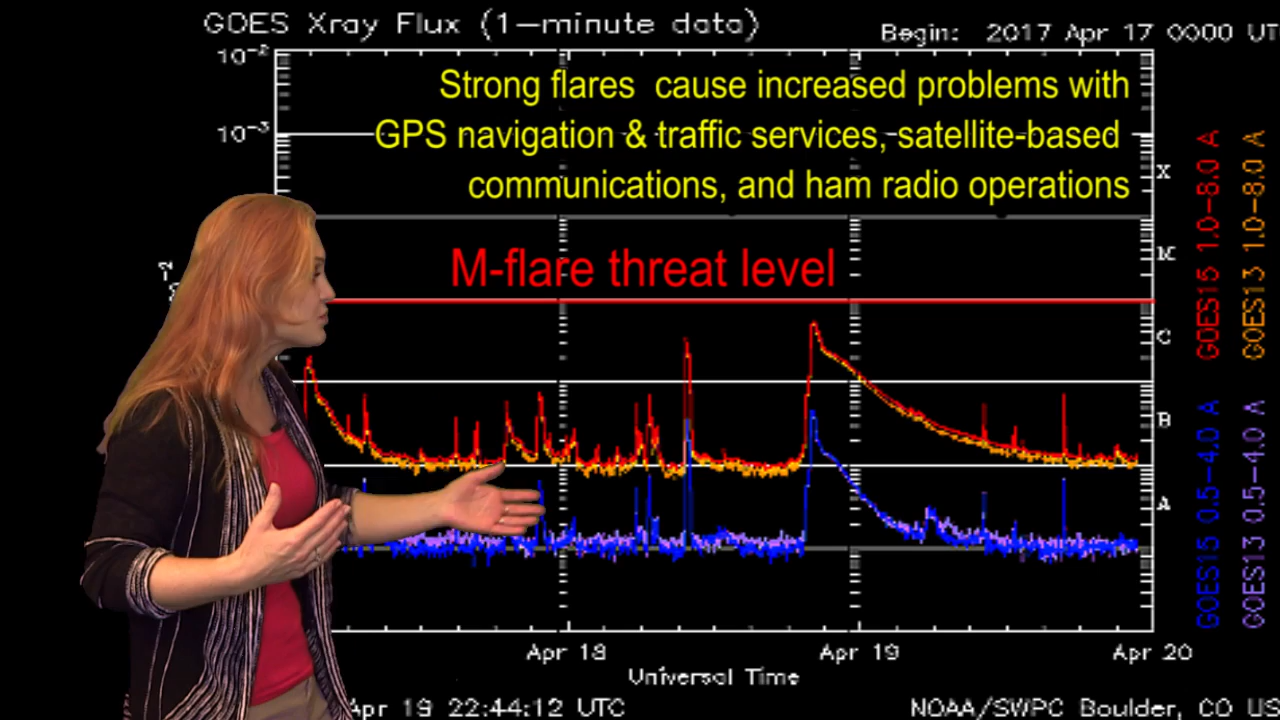 GOES Xray Flux (1-minute data)
Begin: 2017 Apr 17 0000 UT
10-2
Strong flares cause increased problems with
10-3
GPS navigation & traffic services, satellite-based
communications, and ham radio operations
X
M-flare threat level
M
C
B
A
GOES15 1.0-8.0 A
GOES13 1.0-8.0 A
GOES15 0.5-4.0 A
GOES13 0.5-4.0 A
Apr 18
Apr 19
Apr 20
Universal Time
Apr 19 22:44:12 UTC
NOAA/SWPC Boulder, CO US